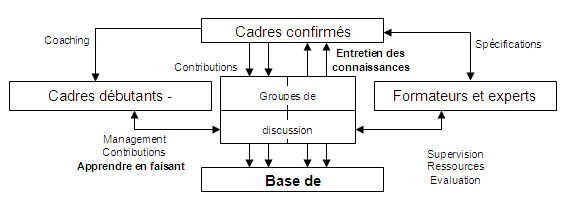 Cadres confirmés
Coaching
Spécifications
Entretien des
connaissances
Contributions
Cadres débutants -
Groupes de
Formateurs et experts
discussion
Management
Contributions
Apprendre en faisant
Supervision
Ressources
Evaluation
Base de